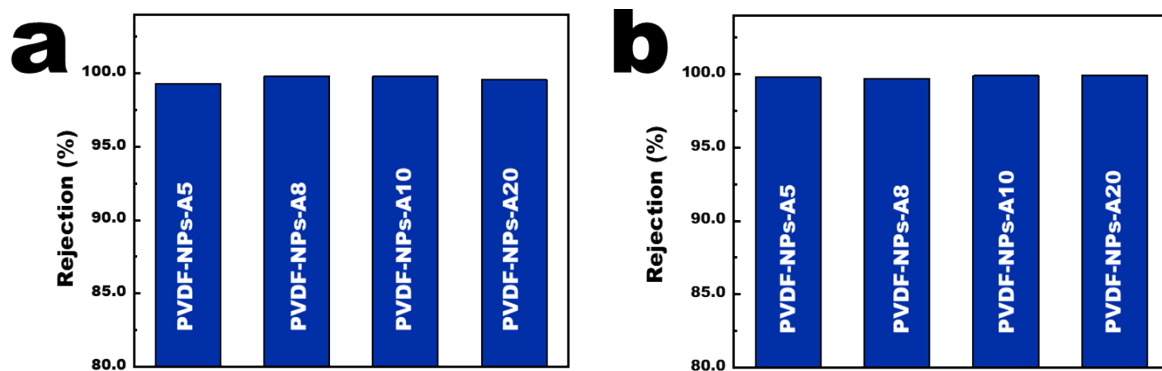 a
Rejection (%)
100.0
95.0
90.0
85.0
80.0
PVDF-NPs-A5
PVDF-NPs-A8
PVDF-NPs-A10
PVDF-NPs-A20
b
Rejection (%)
100.0
95.0
90.0
85.0
80.0
PVDF-NPs-A5
PVDF-NPs-A8
PVDF-NPs-A10
PVDF-NPs-A20